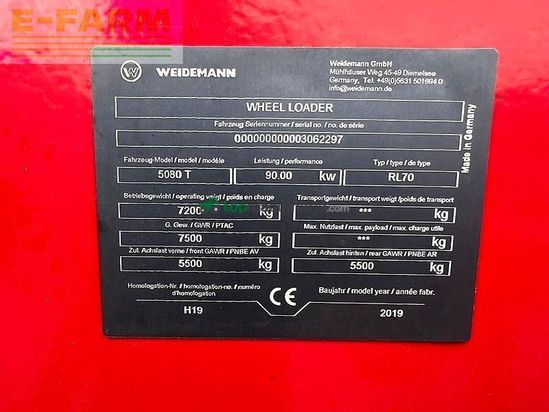 E-FARM
WEIDEMANN
Weidemann GmbH
Mühlhäuser Weg 45-49 Diemelsee
Germany, Tel. +49(0)5631 501694 0
info@weidemann.de
WHEEL LOADER
Fahrzeug Seriennummer / serial no. / no. de série
000000000003062297
Made in Germany
Fahrzeug-Model / model / modèle
Leistung / performance
Typ / type / de type
5080 T
90.00 kw
RL70
Betriebsgewicht / operating weigt / poids en charge
Transportgewicht / transport weigt / poids transport
7200 kg
*** kg
G. Gew. / GWR / PTAC
Max. Nutzlast / max. payload / max. charge utile
7500 kg
*** kg
Zul. Achslast vorne / front GAWR / PNBE AV
Zul. Achslast hinten / rear GAWR / PNBE AR
5500 kg
5500 kg
Homologation-Nr. / homologation-no. / numéro
d'homologation
CE
Baujahr / model year / année fabr.
H19
2019